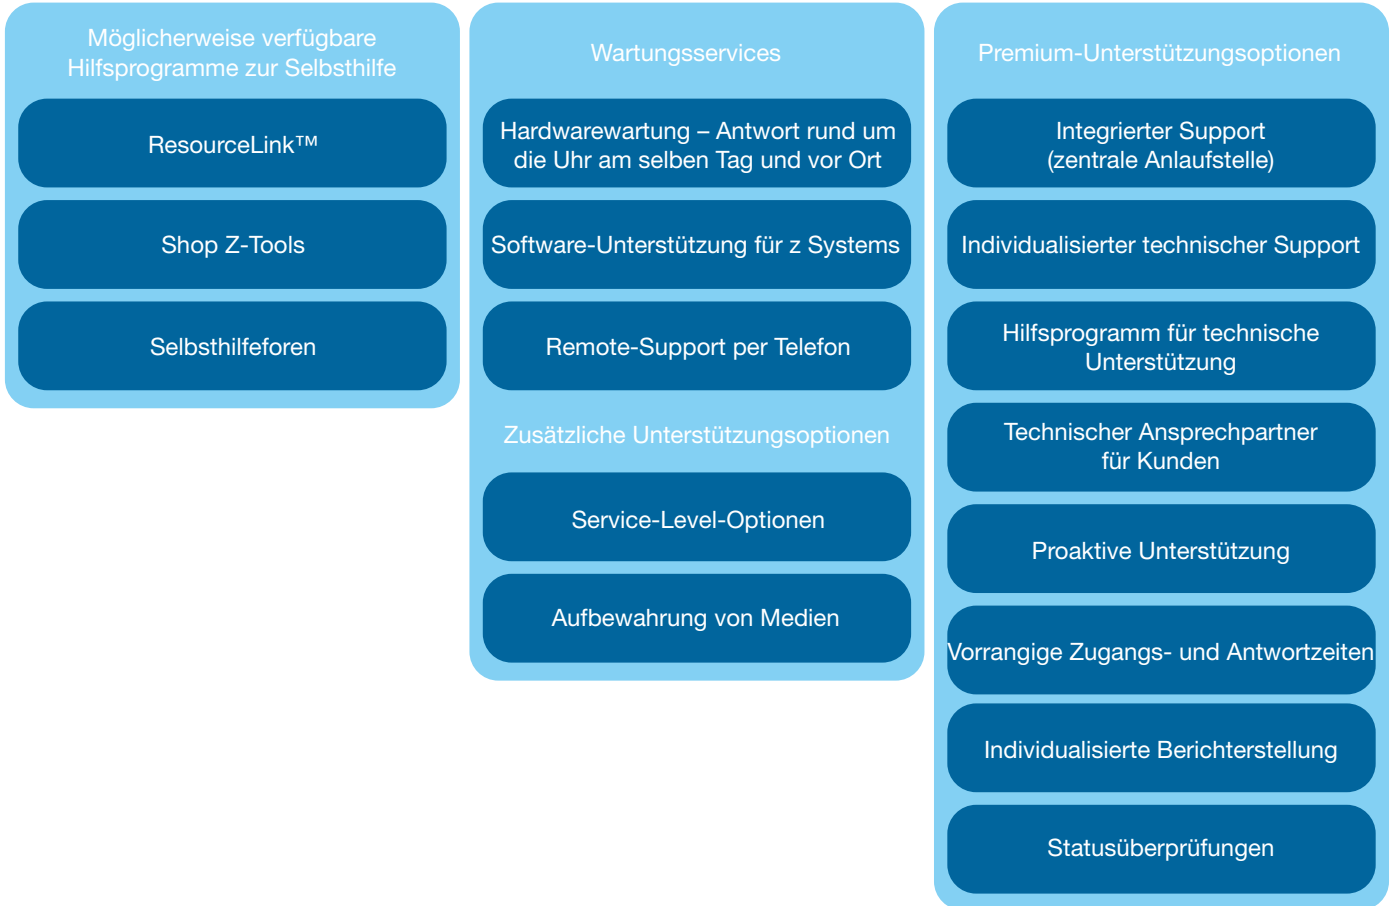 Möglicherweise verfügbare
Hilfsprogramme zur Selbsthilfe
ResourceLink™
Shop Z-Tools
Selbsthilfeforen
Wartungsservices
Hardwarewartung – Antwort rund um
die Uhr am selben Tag und vor Ort
Software-Unterstützung für z Systems
Remote-Support per Telefon
Zusätzliche Unterstützungsoptionen
Service-Level-Optionen
Aufbewahrung von Medien
Premium-Unterstützungsoptionen
Integrierter Support
(zentrale Anlaufstelle)
Individualisierter technischer Support
Hilfsprogramm für technische
Unterstützung
Technischer Ansprechpartner
für Kunden
Proaktive Unterstützung
Vorrangige Zugangs- und Antwortzeiten
Individualisierte Berichterstellung
Statusüberprüfungen